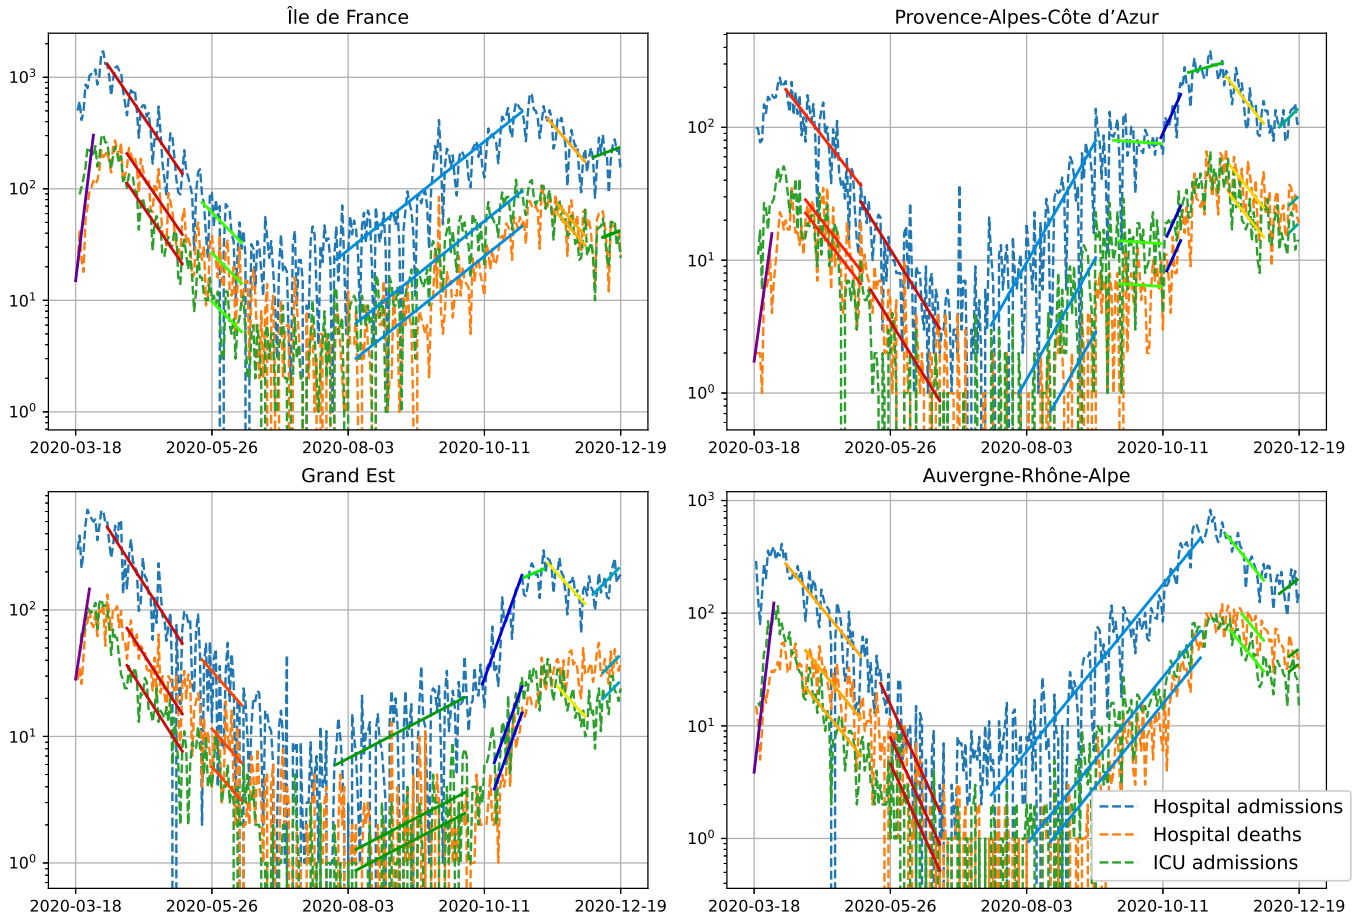 Île de France
10³
10²
10¹
10⁰
2020-03-18 2020-05-26 2020-08-03 2020-10-11 2020-12-19
Provence-Alpes-Côte d’Azur
10²
10¹
10⁰
2020-03-18 2020-05-26 2020-08-03 2020-10-11 2020-12-19
Grand Est
10²
10¹
10⁰
2020-03-18 2020-05-26 2020-08-03 2020-10-11 2020-12-19
Auvergne-Rhône-Alpe
10³
10²
10¹
10⁰
2020-03-18 2020-05-26 2020-08-03 2020-10-11 2020-12-19
Hospital admissions
Hospital deaths
ICU admissions